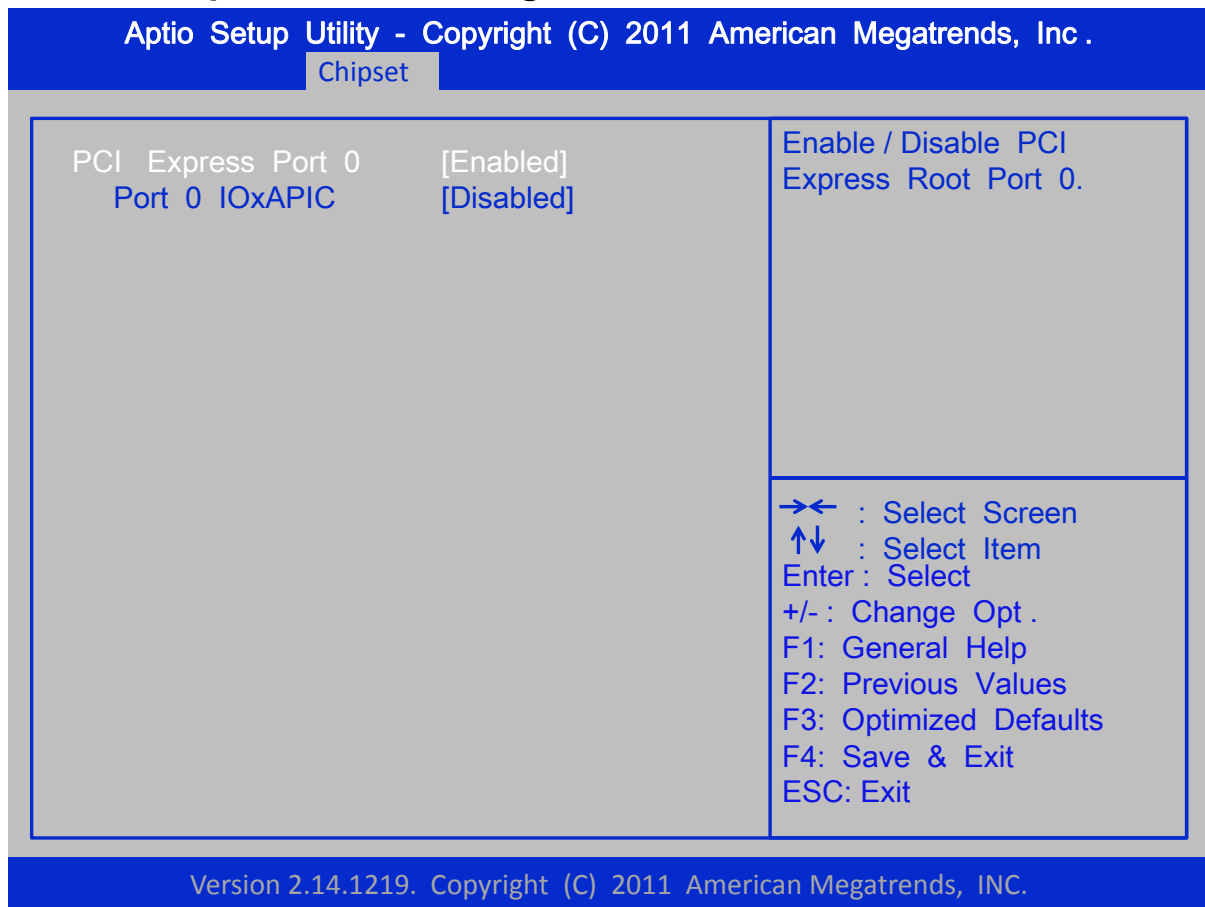 Aptio Setup Utility - Copyright (C) 2011 American Megatrends, Inc .
Chipset
PCI Express Port 0 [Enabled]
Port 0 IOxAPIC [Disabled]
Enable / Disable PCI
Express Root Port 0.
→← : Select Screen
↑↓ : Select Item
Enter : Select
+/- : Change Opt .
F1: General Help
F2: Previous Values
F3: Optimized Defaults
F4: Save & Exit
ESC: Exit
Version 2.14.1219. Copyright (C) 2011 American Megatrends, INC.